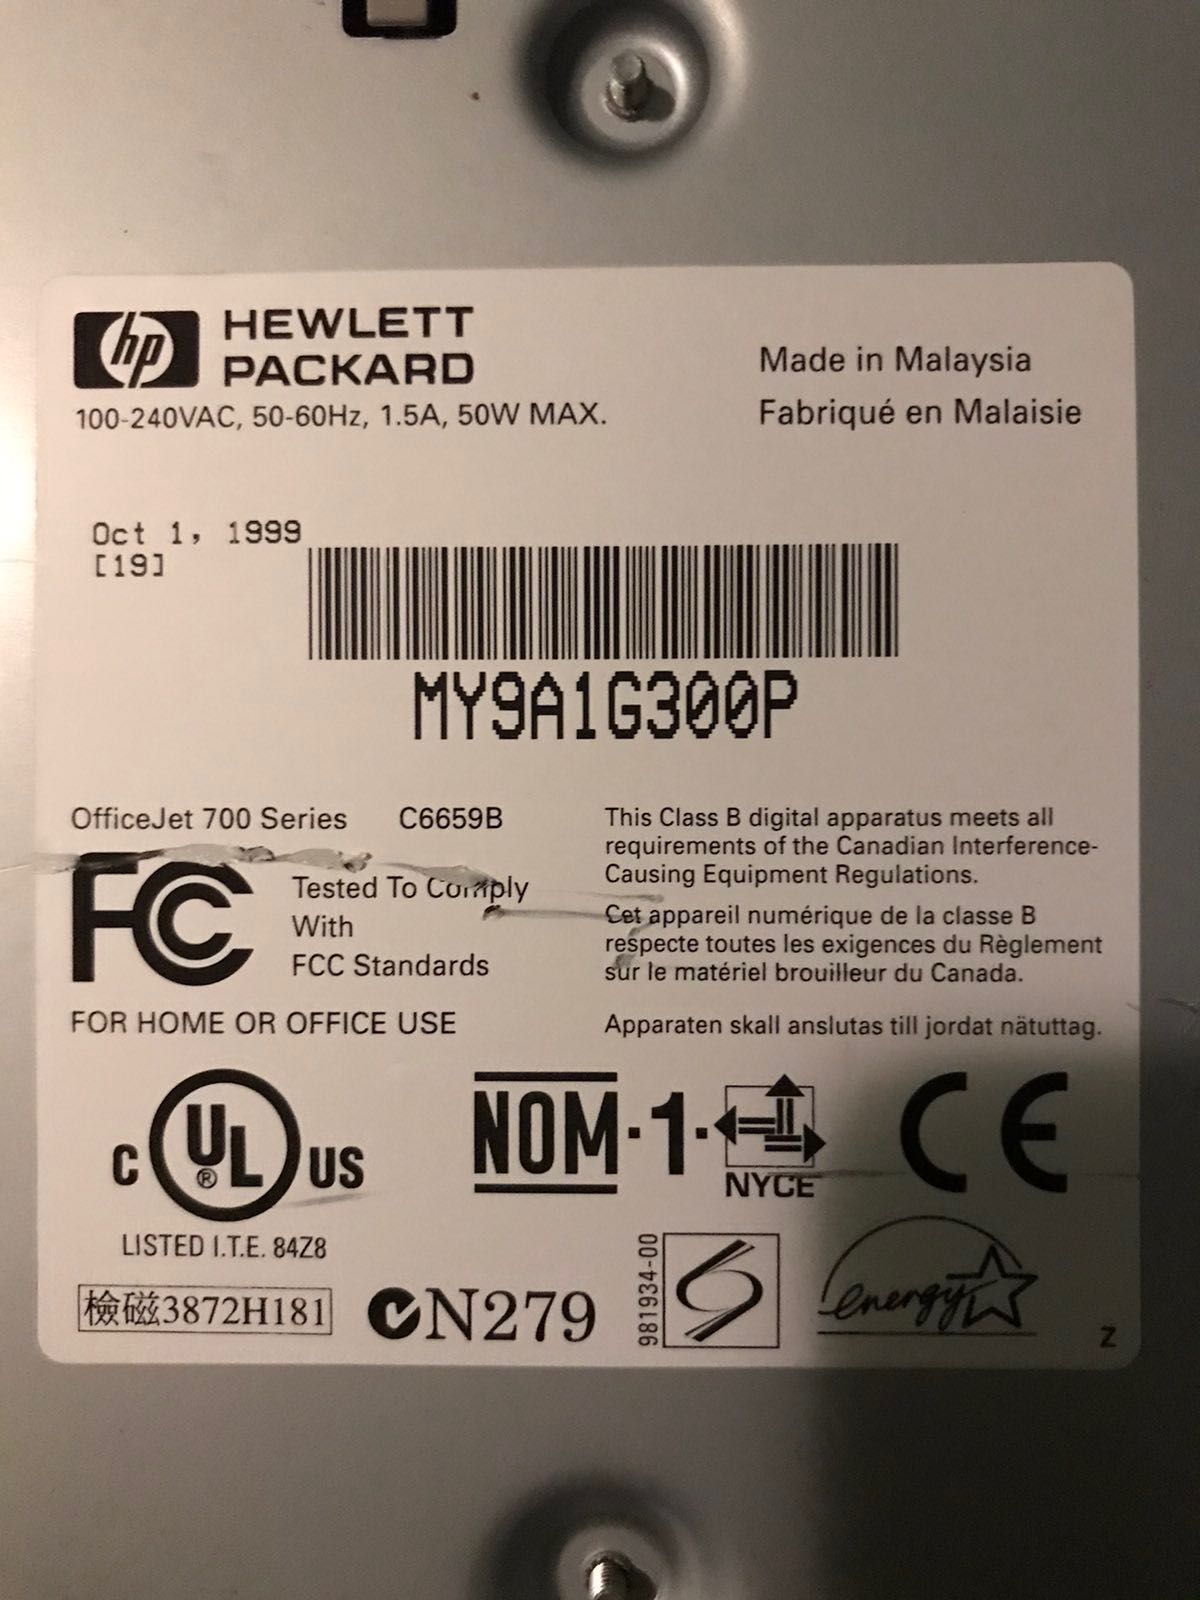 hp HEWLETT
PACKARD
100-240VAC, 50-60Hz, 1.5A, 50W MAX.
Made in Malaysia
Fabriqué en Malaisie
Oct 1, 1999
[19]
MY9A1G300P
OfficeJet 700 Series C6659B
FC
Tested To Comply
With
FCC Standards
FOR HOME OR OFFICE USE
This Class B digital apparatus meets all
requirements of the Canadian Interference-
Causing Equipment Regulations.
Cet appareil numérique de la classe B
respecte toutes les exigences du Règlement
sur le matériel brouilleur du Canada.
Apparaten skall anslutas till jordat nätuttag.
C UL ® US
LISTED I.T.E. 84Z8
NOM·1·
NYCE
CE
檢磁3872H181
N279
981934-00
energy
Z